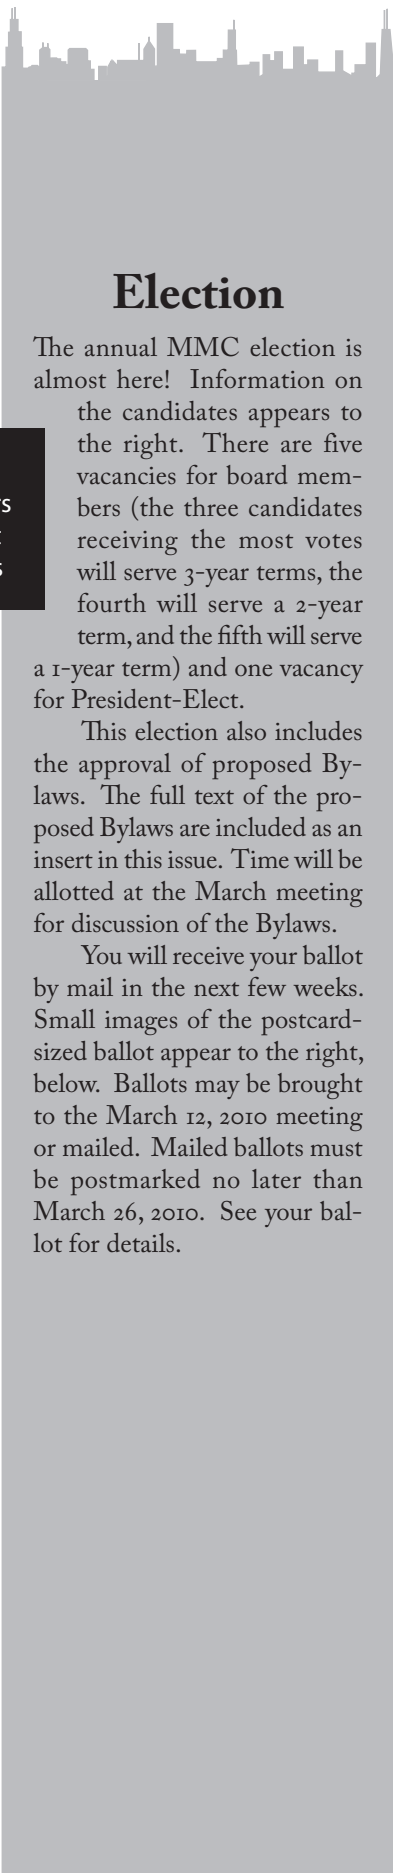 Election
The annual MMC election is
almost here! Information on
the candidates appears to
the right. There are five
vacancies for board mem-
bers (the three candidates
receiving the most votes
will serve 3-year terms, the
fourth will serve a 2-year
term, and the fifth will serve
a 1-year term) and one vacancy
for President-Elect.
This election also includes
the approval of proposed By-
laws. The full text of the pro-
posed Bylaws are included as an
insert in this issue. Time will be
allotted at the March meeting
for discussion of the Bylaws.
You will receive your ballot
by mail in the next few weeks.
Small images of the postcard-
sized ballot appear to the right,
below. Ballots may be brought
to the March 12, 2010 meeting
or mailed. Mailed ballots must
be postmarked no later than
March 26, 2010. See your bal-
lot for details.